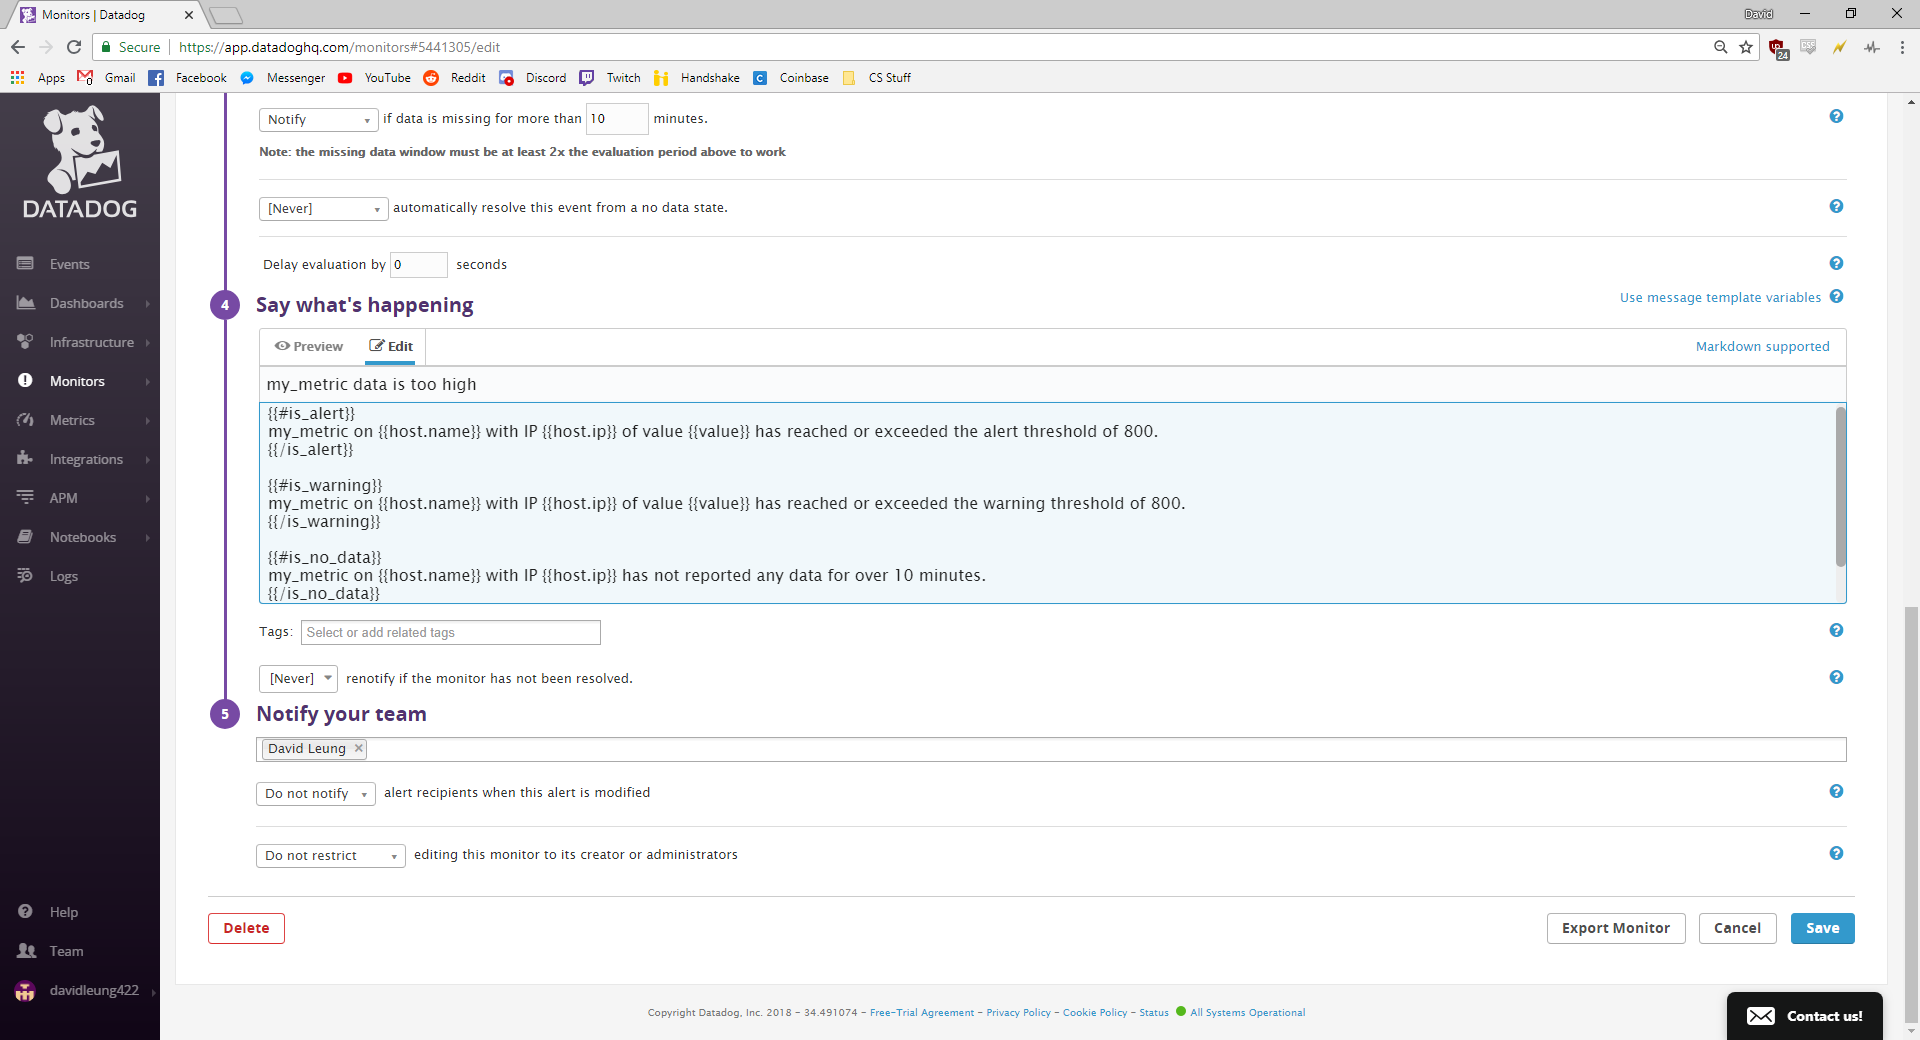 Monitors | Datadog
David
Secure https://app.datadoghq.com/monitors#5441305/edit
24
Apps Gmail Facebook Messenger YouTube Reddit Discord Twitch Handshake Coinbase CS Stuff
DATADOG
Events
Dashboards
Infrastructure
Monitors
Metrics
Integrations
APM
Notebooks
Logs
Help
Team
davidleung422
Notify if data is missing for more than 10 minutes.
Note: the missing data window must be at least 2x the evaluation period above to work
[Never] automatically resolve this event from a no data state.
Delay evaluation by 0 seconds
4 Say what's happening
Use message template variables
Preview Edit
Markdown supported
my_metric data is too high
{{#is_alert}}
my_metric on {{host.name}} with IP {{host.ip}} of value {{value}} has reached or exceeded the alert threshold of 800.
{{/is_alert}}
{{#is_warning}}
my_metric on {{host.name}} with IP {{host.ip}} of value {{value}} has reached or exceeded the warning threshold of 800.
{{/is_warning}}
{{#is_no_data}}
my_metric on {{host.name}} with IP {{host.ip}} has not reported any data for over 10 minutes.
{{/is_no_data}}
Tags: Select or add related tags
[Never] renotify if the monitor has not been resolved.
5 Notify your team
David Leung ×
Do not notify alert recipients when this alert is modified
Do not restrict editing this monitor to its creator or administrators
Delete
Export Monitor Cancel Save
Copyright Datadog, Inc. 2018 - 34.491074 - Free-Trial Agreement - Privacy Policy - Cookie Policy - Status All Systems Operational
Contact us!